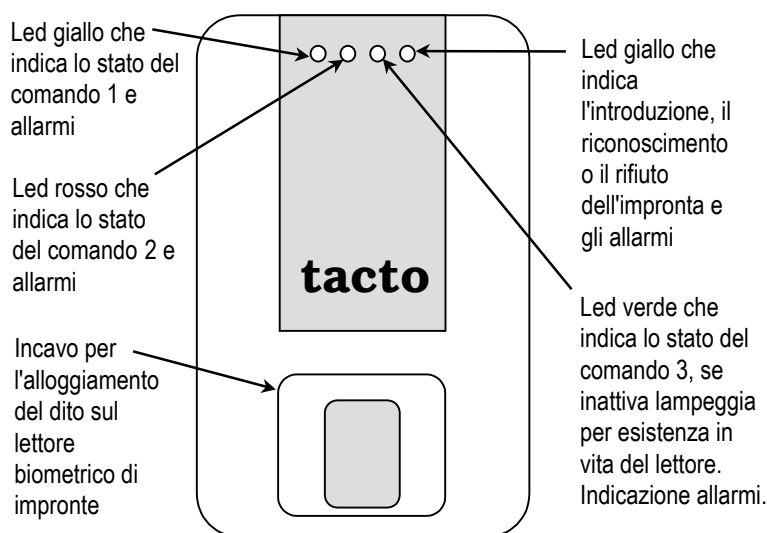 Led giallo che
indica lo stato del
comando 1 e
allarmi
Led rosso che
indica lo stato
del comando 2 e
allarmi
Incavo per
l'alloggiamento
del dito sul
lettore
biometrico di
impronte
tacto
Led giallo che
indica
l'introduzione, il
riconoscimento
o il rifiuto
dell'impronta e
gli allarmi
Led verde che
indica lo stato del
comando 3, se
inattiva lampeggia
per esistenza in
vita del lettore.
Indicazione allarmi.